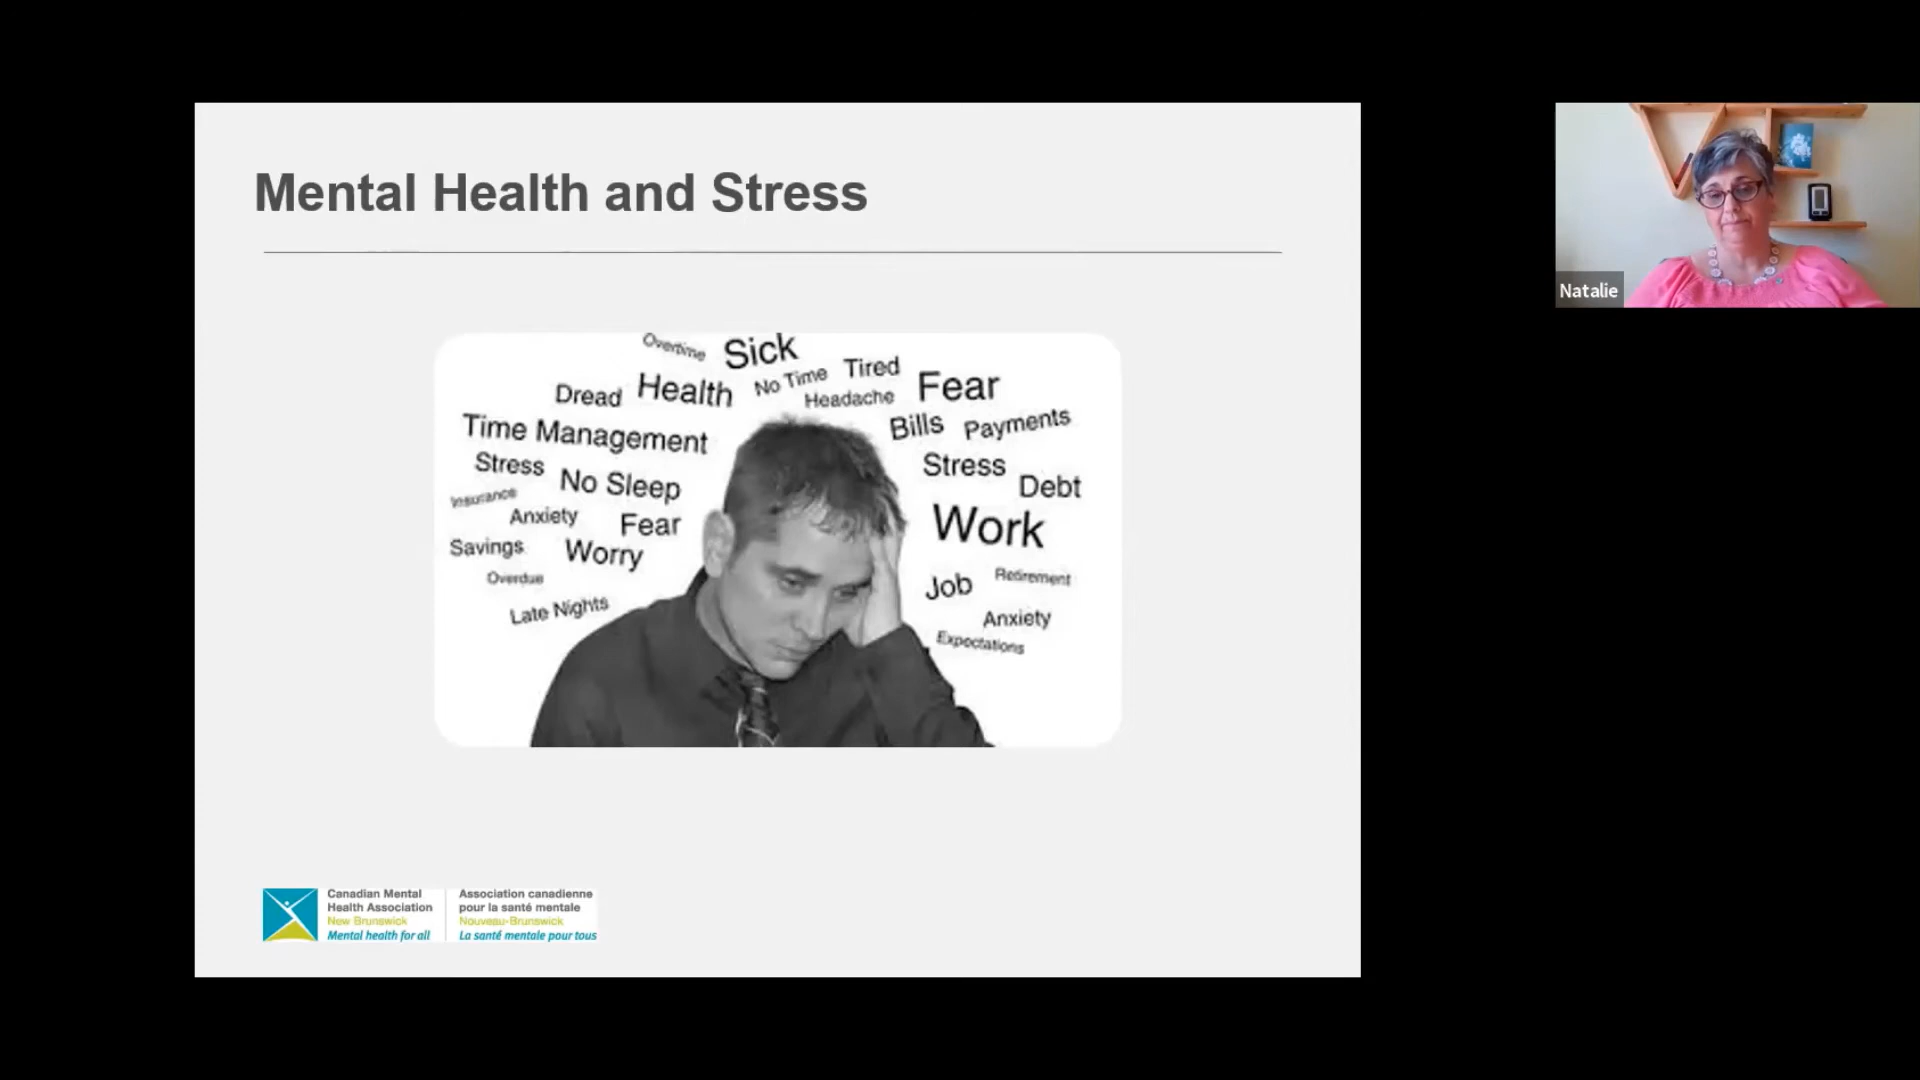 Mental Health and Stress
Overtime
Sick
Dread
Health
No Time
Tired
Headache
Fear
Time Management
Bills
Payments
Stress
No Sleep
Stress
Debt
Insurance
Anxiety
Fear
Work
Savings
Worry
Overdue
Job
Retirement
Late Nights
Anxiety
Expectations
Canadian Mental
Health Association
New Brunswick
Mental health for all
Association canadienne
pour la santé mentale
Nouveau-Brunswick
La santé mentale pour tous
Natalie